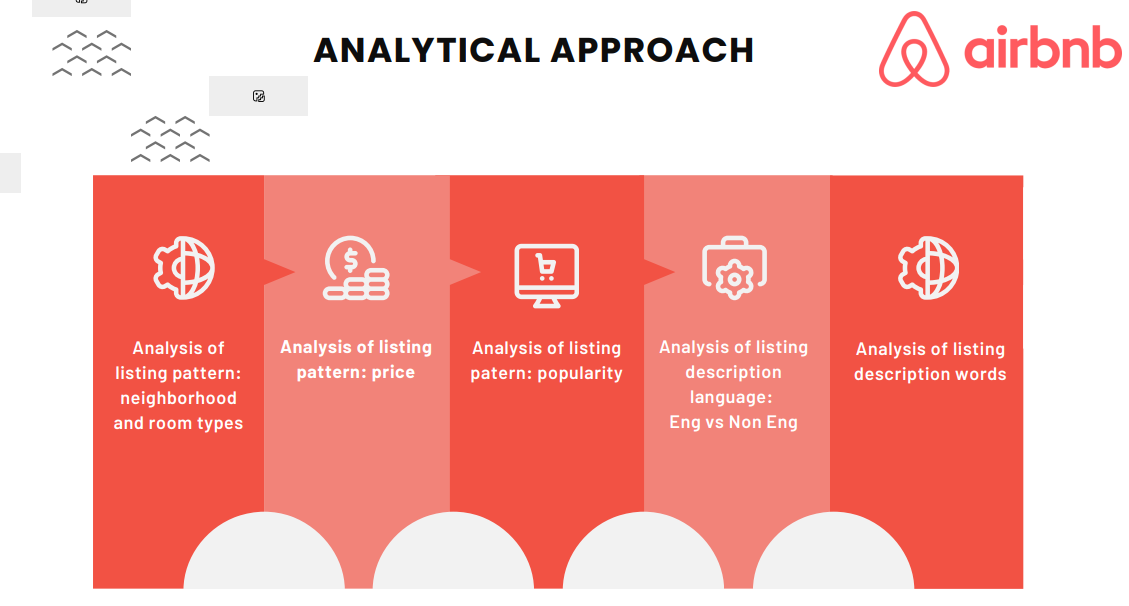 ANALYTICAL APPROACH
airbnb
Analysis of
listing pattern:
neighborhood
and room types
Analysis of listing
pattern: price
Analysis of listing
patern: popularity
Analysis of listing
description
language:
Eng vs Non Eng
Analysis of listing
description words